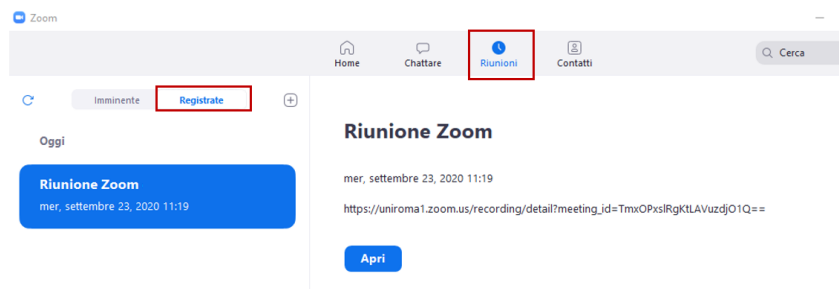 Zoom
Home
Chattare
Riunioni
Contatti
Cerca
Imminente
Registrate
Oggi
Riunione Zoom
mer, settembre 23, 2020 11:19
Riunione Zoom
mer, settembre 23, 2020 11:19
https://uniroma1.zoom.us/recording/detail?meeting_id=TmxOPxslRgKtLAVuzdjO1Q==
Apri